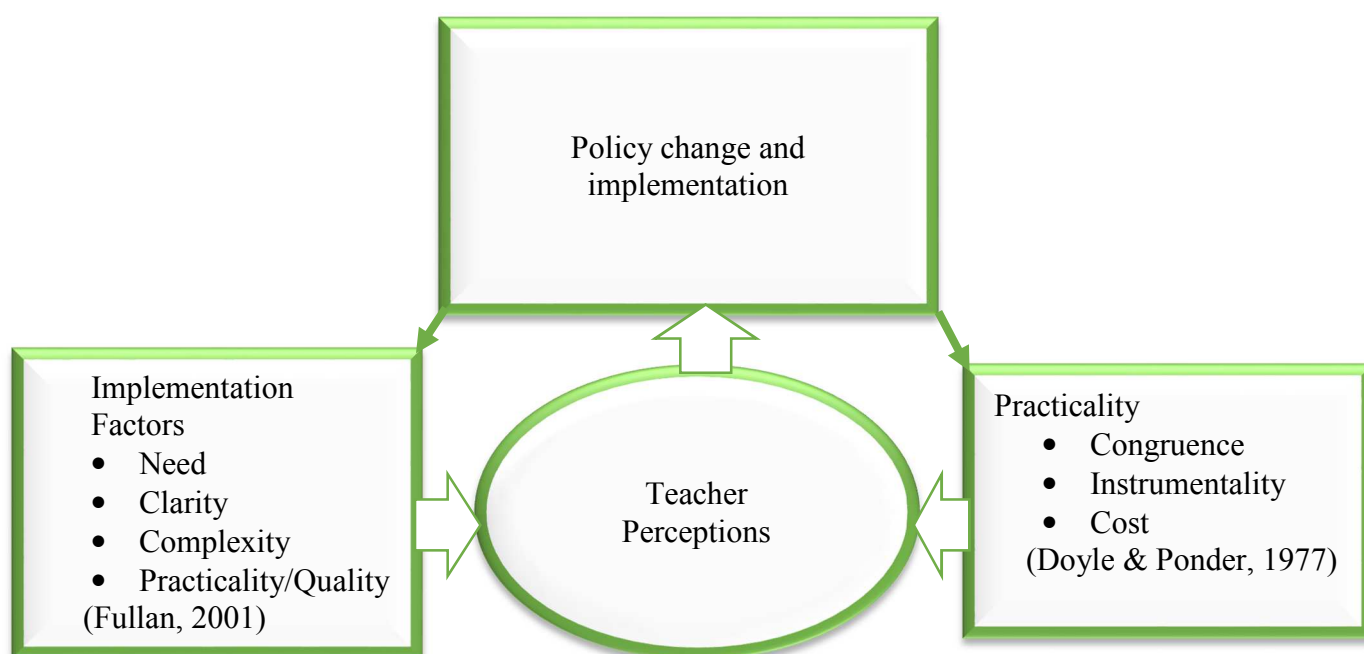 Policy change and
implementation
Implementation
Factors
• Need
• Clarity
• Complexity
• Practicality/Quality
(Fullan, 2001)
Teacher
Perceptions
Practicality
• Congruence
• Instrumentality
• Cost
(Doyle & Ponder, 1977)